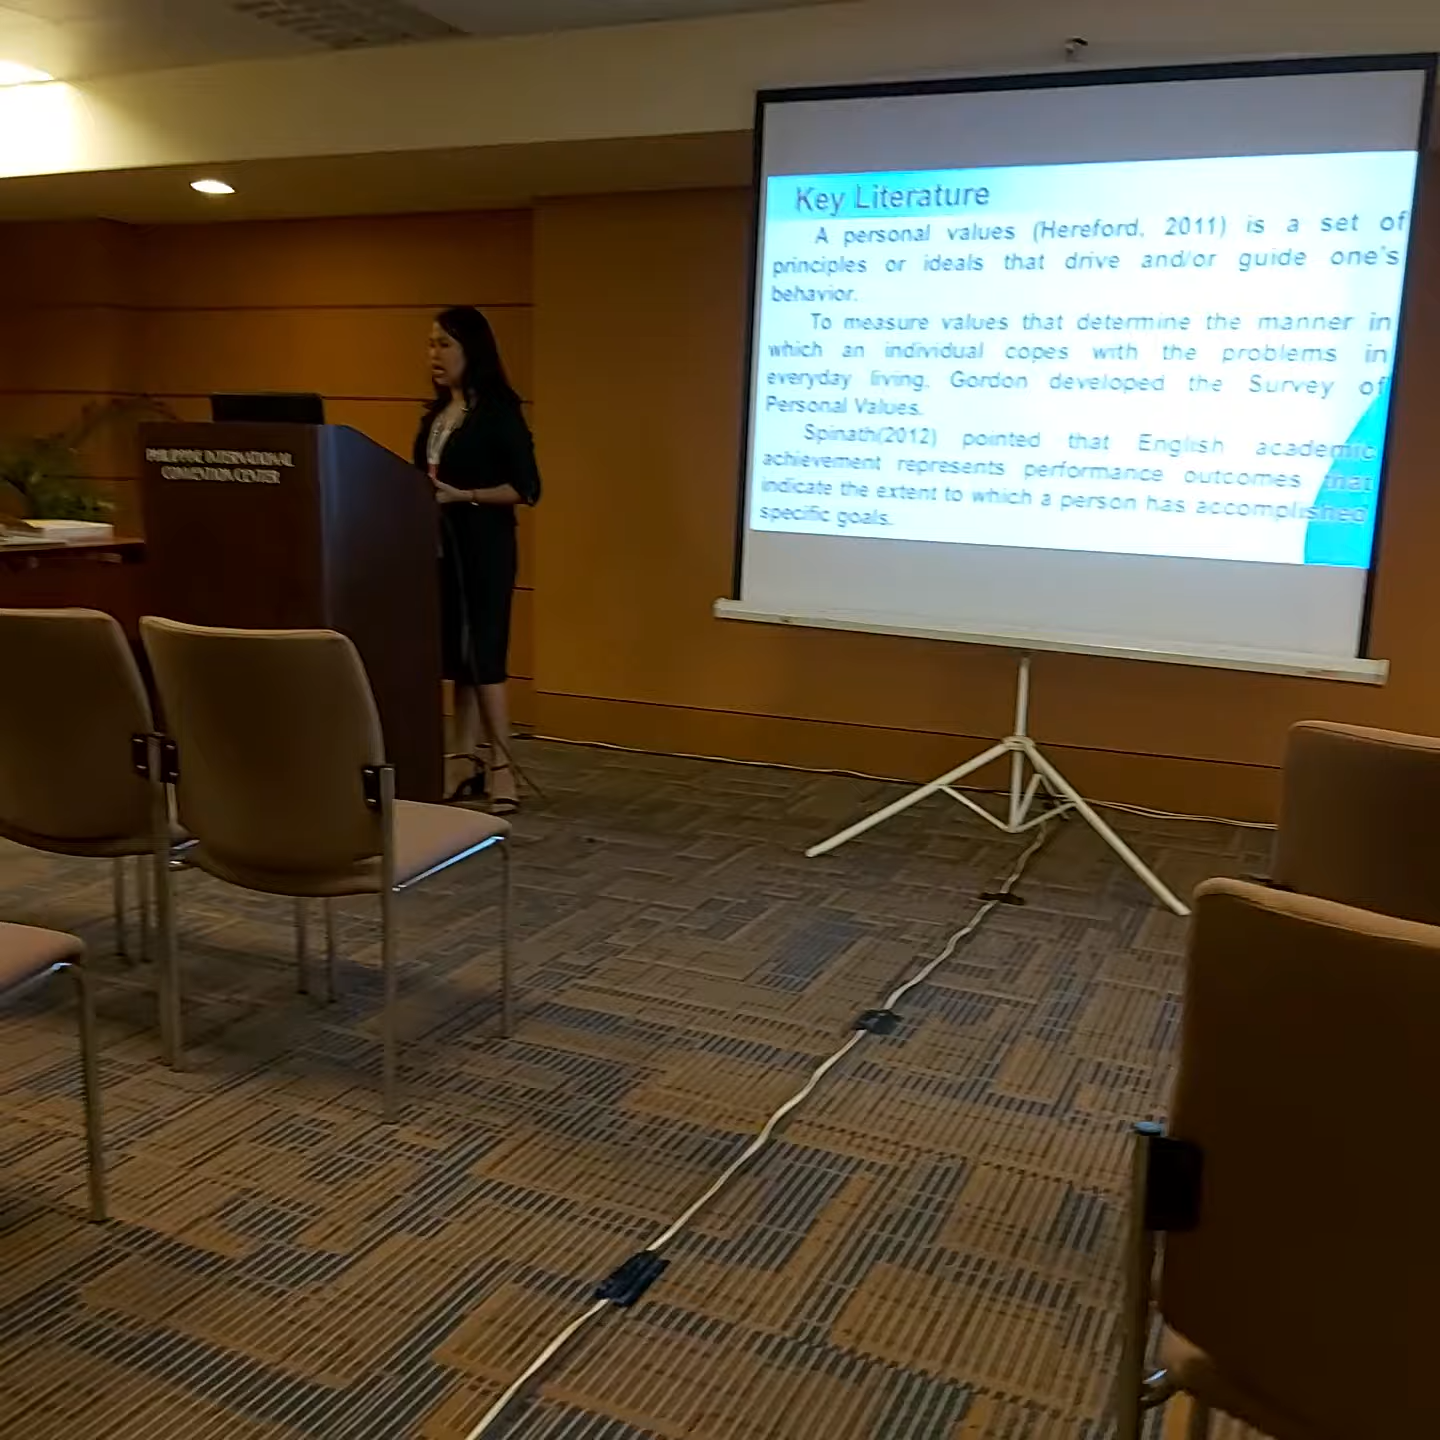 PHILIPPINE INTERNATIONAL
CONVENTION CENTER
Key Literature
A personal values (Hereford, 2011) is a set of
principles or ideals that drive and/or guide one's
behavior.
To measure values that determine the manner in
which an individual copes with the problems in
everyday living, Gordon developed the Survey of
Personal Values.
Spinath(2012) pointed that English academic
achievement represents performance outcomes that
indicate the extent to which a person has accomplished
specific goals.